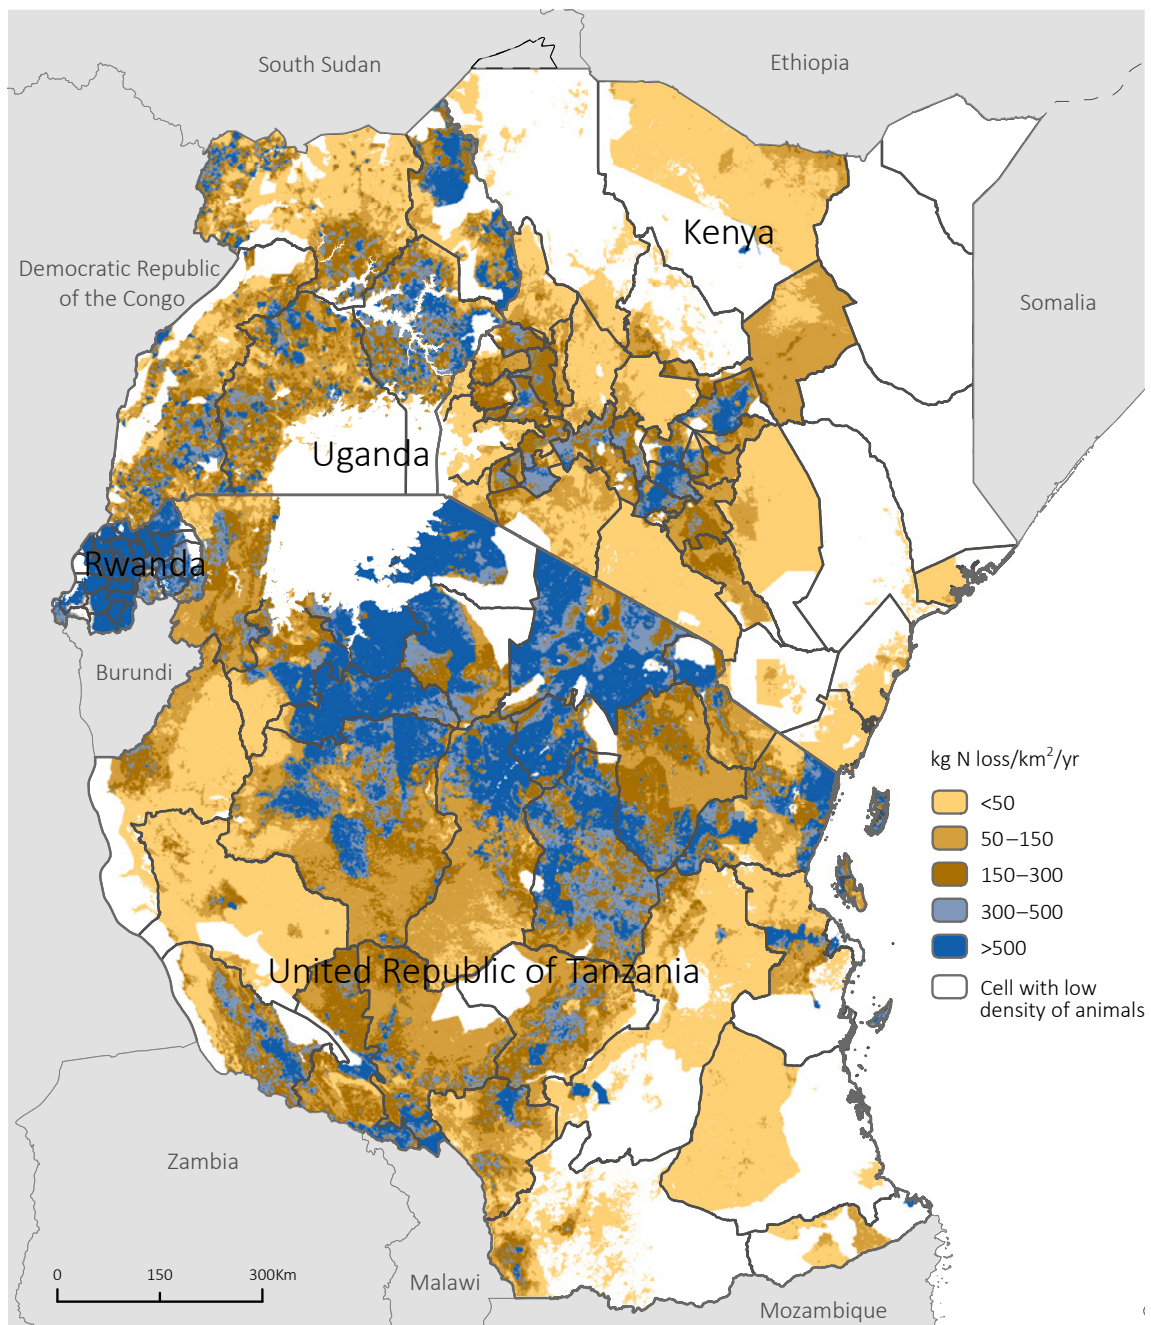 South Sudan
Ethiopia
Kenya
Democratic Republic
of the Congo
Somalia
Uganda
Rwanda
Burundi
kg N loss/km²/yr
<50
50–150
150–300
300–500
>500
Cell with low
density of animals
United Republic of Tanzania
Zambia
0 150 300Km
Malawi
Mozambique